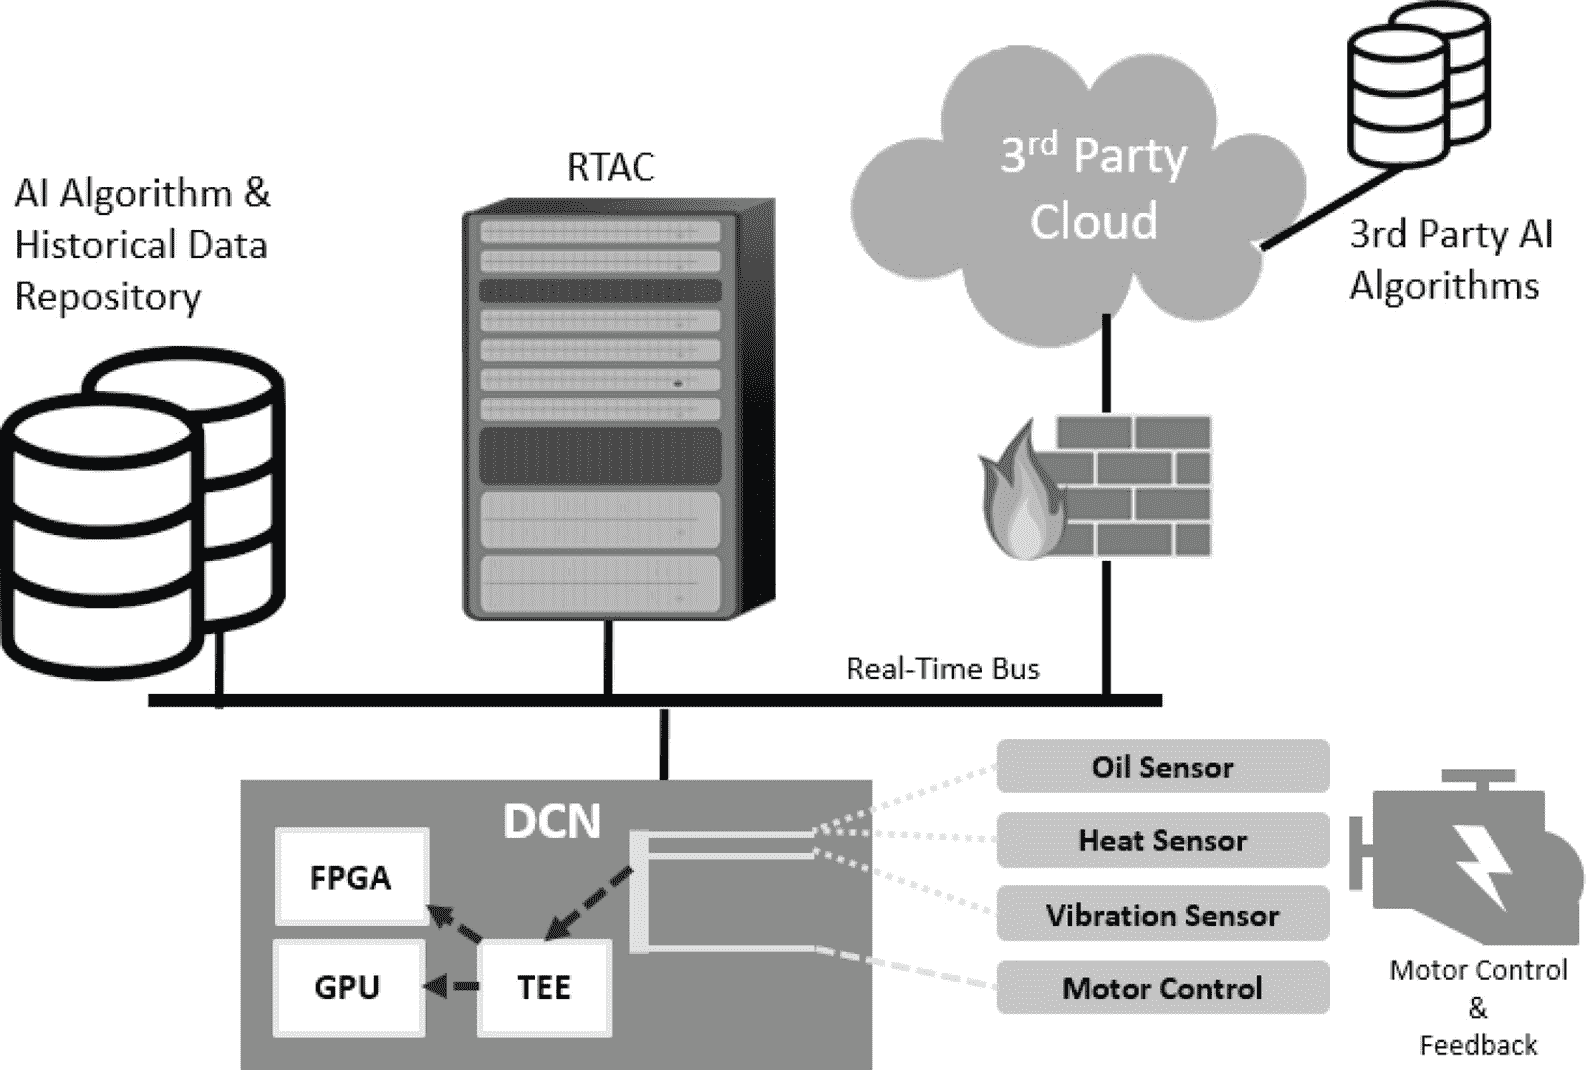 AI Algorithm &
Historical Data
Repository
RTAC
3rd Party
Cloud
3rd Party AI
Algorithms
Real-Time Bus
DCN
FPGA
GPU
TEE
Oil Sensor
Heat Sensor
Vibration Sensor
Motor Control
Motor Control
&
Feedback